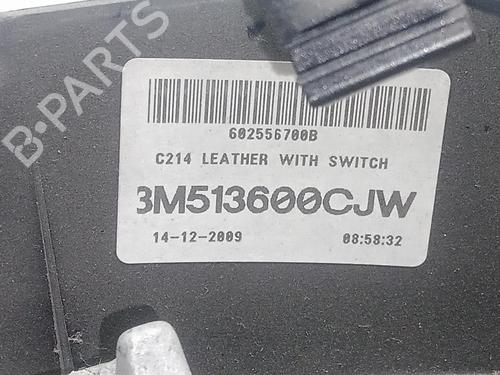 B-PARTS
602556700B
C214 LEATHER WITH SWITCH
3M513600CJW
14-12-2009 08:58:32